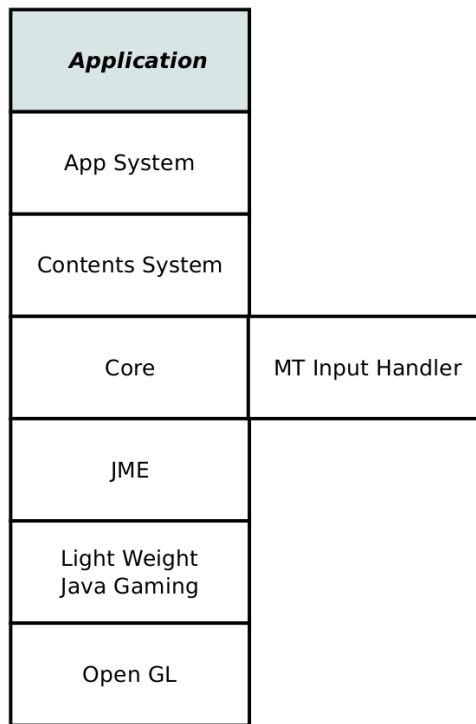 Application
App System
Contents System
Core
MT Input Handler
JME
Light Weight
Java Gaming
Open GL